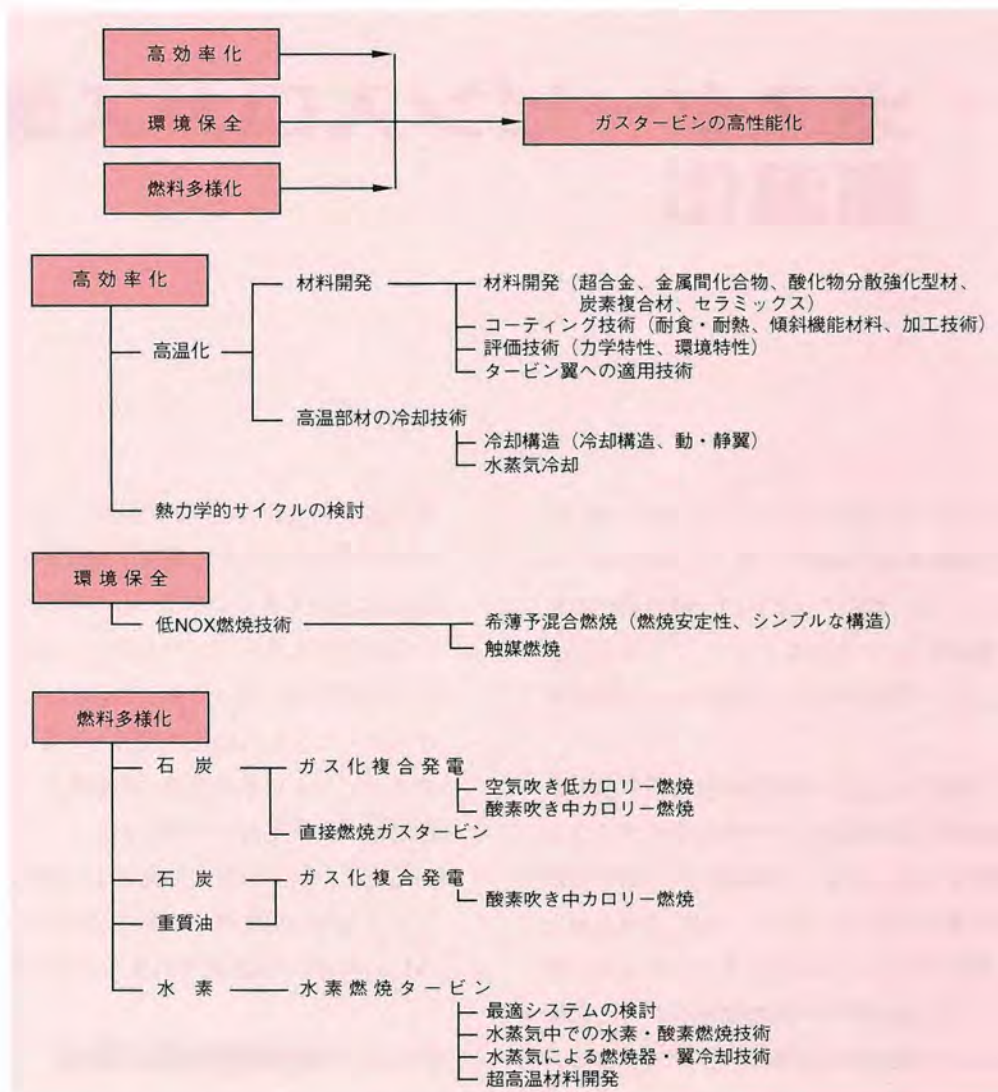 高効率化
環境保全
ガスタービンの高性能化
燃料多様化
高効率化
材料開発
材料開発（超合金、金属間化合物、酸化物分散強化型材、
炭素複合材、セラミックス）
コーティング技術（耐食・耐熱、傾斜機能材料、加工技術）
高温化
評価技術（力学特性、環境特性）
タービン翼への適用技術
高温部材の冷却技術
冷却構造（冷却構造、動・静翼）
水蒸気冷却
熱力学的サイクルの検討
環境保全
低NOX燃焼技術
希薄予混合燃焼（燃焼安定性、シンプルな構造）
触媒燃焼
燃料多様化
石炭
ガス化複合発電
空気吹き低カロリー燃焼
酸素吹き中カロリー燃焼
直接燃焼ガスタービン
石炭
ガス化複合発電
酸素吹き中カロリー燃焼
重質油
水素
水素燃焼タービン
最適システムの検討
水蒸気中での水素・酸素燃焼技術
水蒸気による燃焼器・翼冷却技術
超高温材料開発